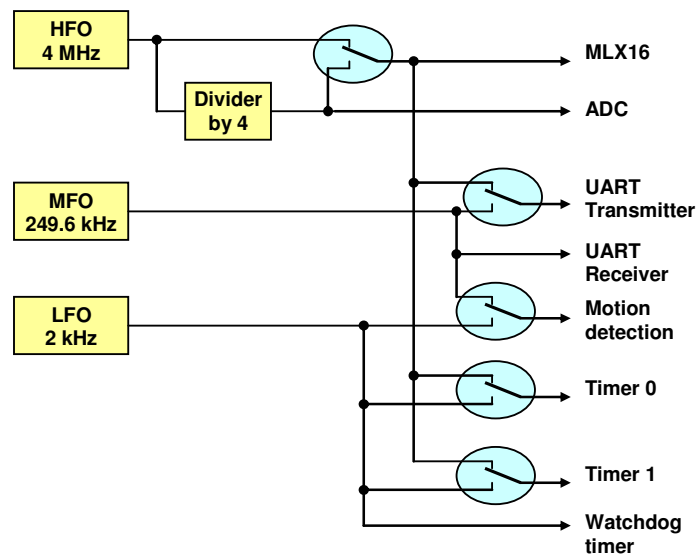 HFO
4 MHz
MLX16
Divider
by 4
ADC
MFO
249.6 kHz
UART
Transmitter
UART
Receiver
LFO
2 kHz
Motion
detection
Timer 0
Timer 1
Watchdog
timer